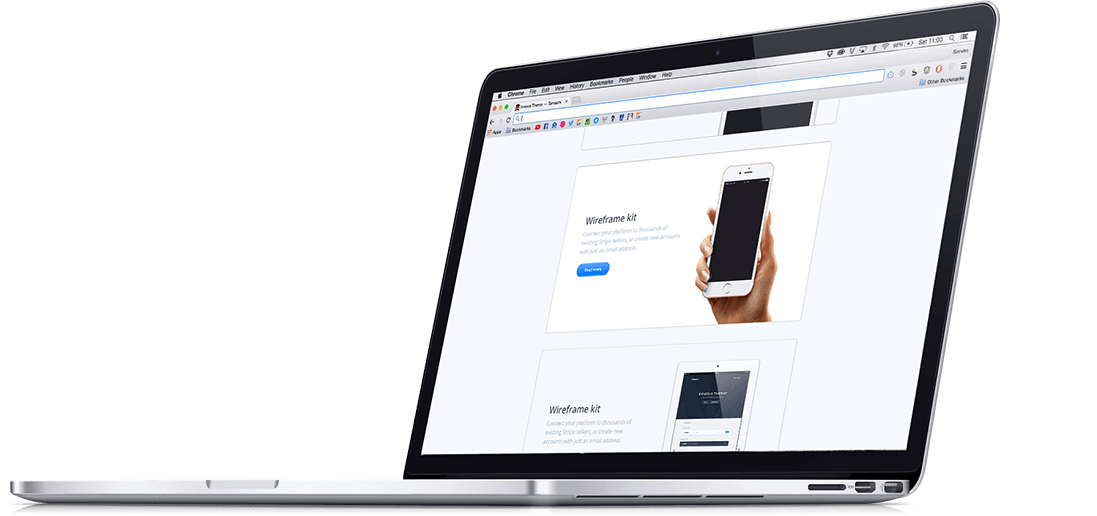 Chrome File Edit View History Bookmarks People Window Help 68% Sat 11:00
Sandro
Apps Bookmarks Other Bookmarks
Wireframe kit
Connect your platform to thousands of
existing Stripe sellers, or create new accounts
with just an email address.
Read more
Wireframe kit
Connect your platform to thousands of
existing Stripe sellers, or create new
accounts with just an email address.